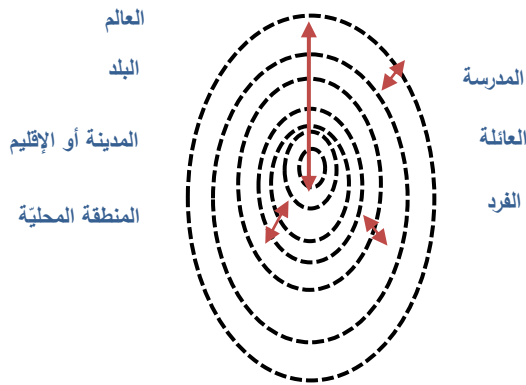 العالم
البلد
المدينة أو الإقليم
المنطقة المحليّة
المدرسة
العائلة
الفرد